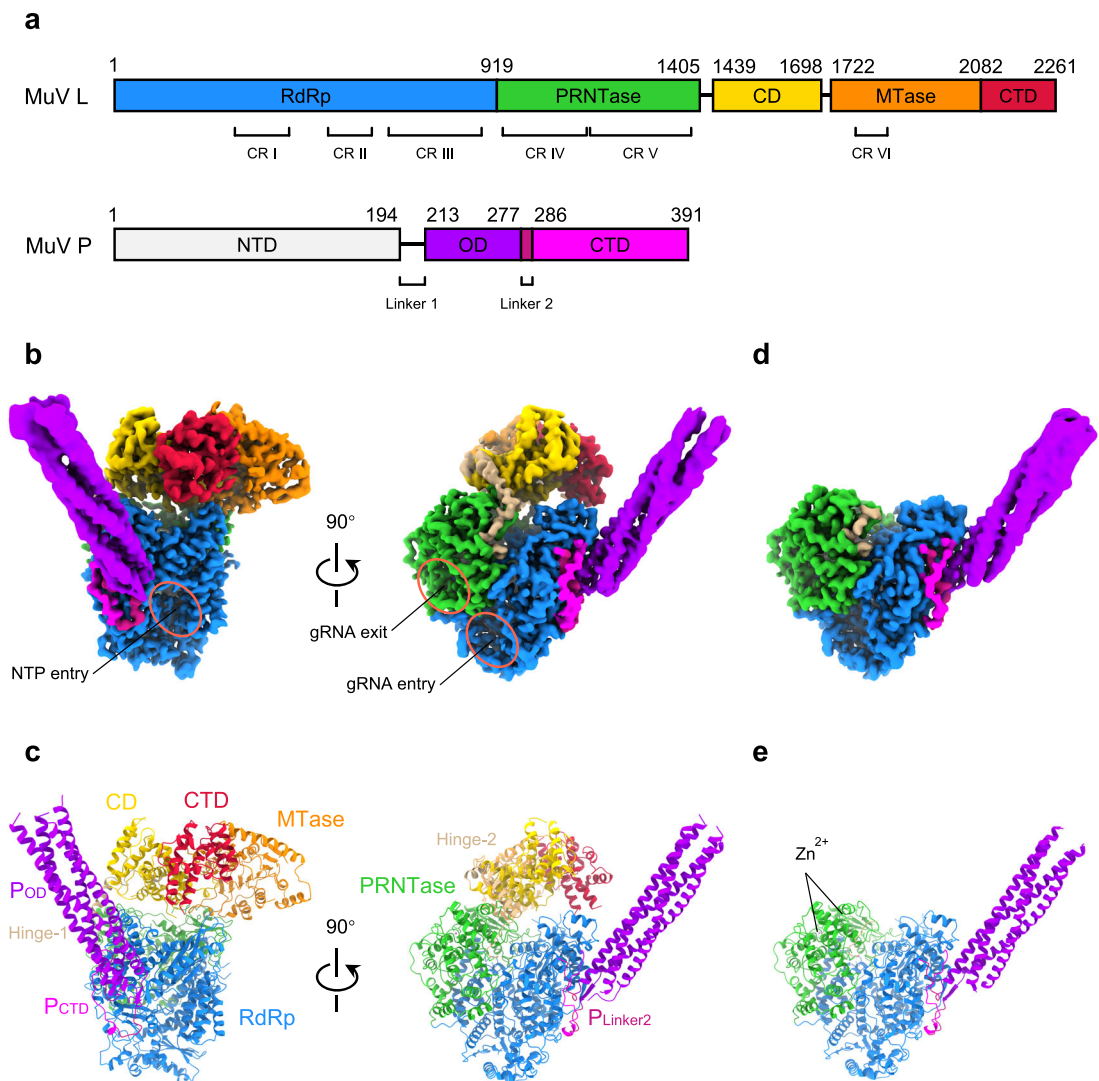 a
1 919 1405 1439 1698 1722 2082 2261
MuV L RdRp PRNTase CD MTase CTD
CR I CR II CR III CR IV CR V CR VI
1 194 213 277 286 391
MuV P NTD OD CTD
Linker 1 Linker 2
b d
90°
gRNA exit
NTP entry
gRNA entry
c e
CD CTD MTase
Hinge-2
Zn2+
PRNTase
POD
Hinge-1
90°
PCTD
RdRp
PLinker2